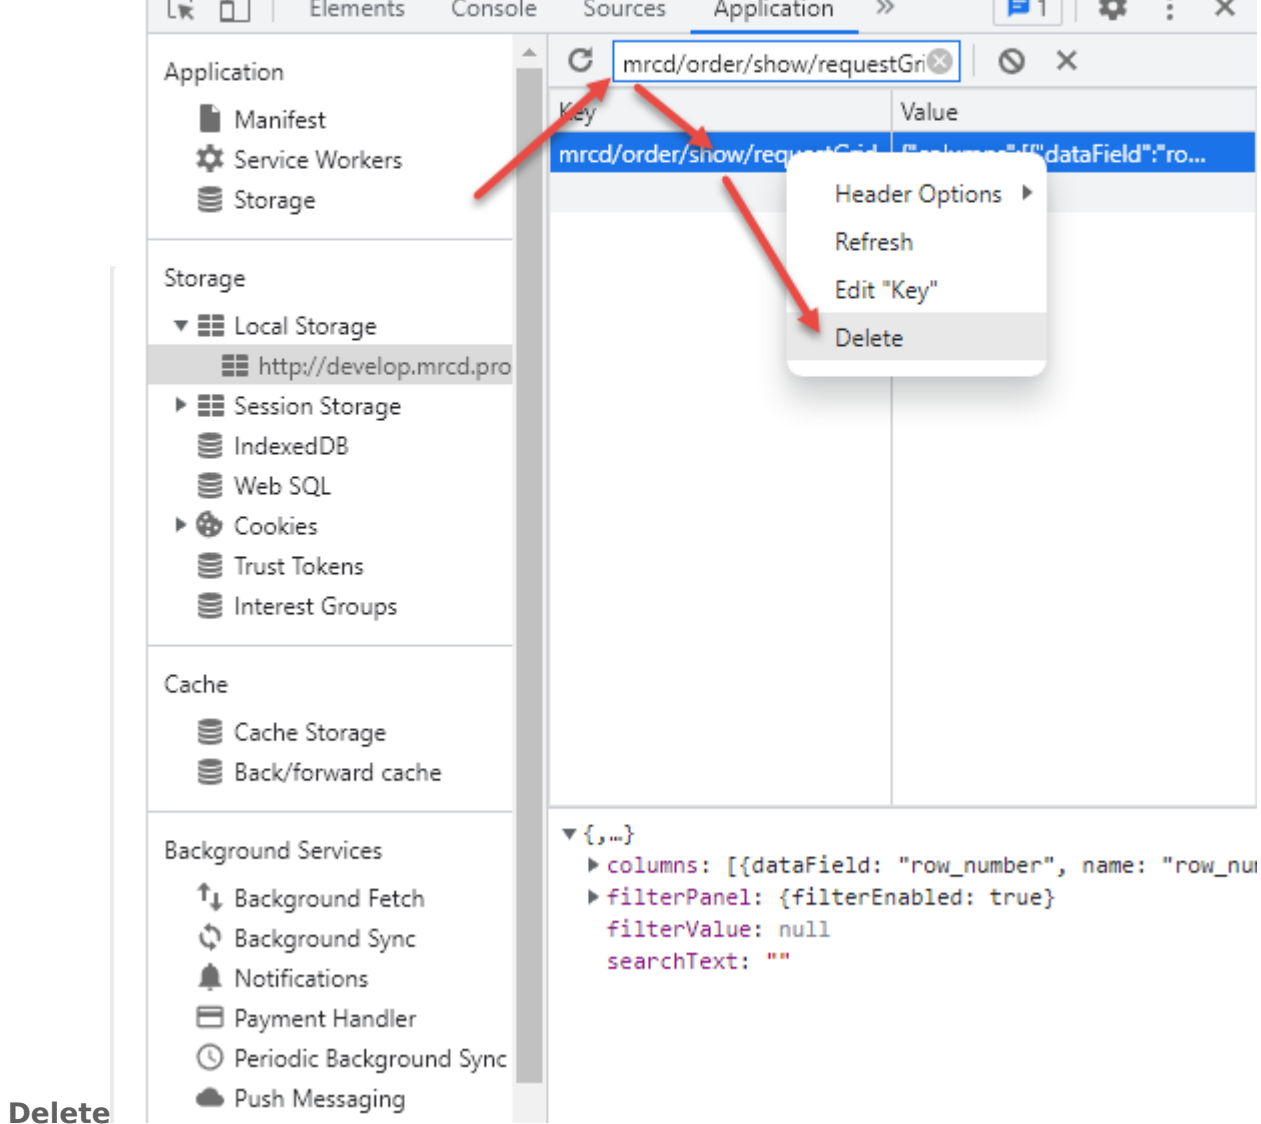 Elements Console Sources Application » 1
Application
Manifest
Service Workers
Storage
Storage
Local Storage
http://develop.mrcd.pro
Session Storage
IndexedDB
Web SQL
Cookies
Trust Tokens
Interest Groups
Cache
Cache Storage
Back/forward cache
Background Services
Background Fetch
Background Sync
Notifications
Payment Handler
Periodic Background Sync
Push Messaging
mrcd/order/show/requestGri
Key Value
mrcd/order/show/requestGrid {"columns":[{"dataField":"ro...
Header Options
Refresh
Edit "Key"
Delete
{,…}
columns: [{dataField: "row_number", name: "row_nu
filterPanel: {filterEnabled: true}
filterValue: null
searchText: ""
Delete